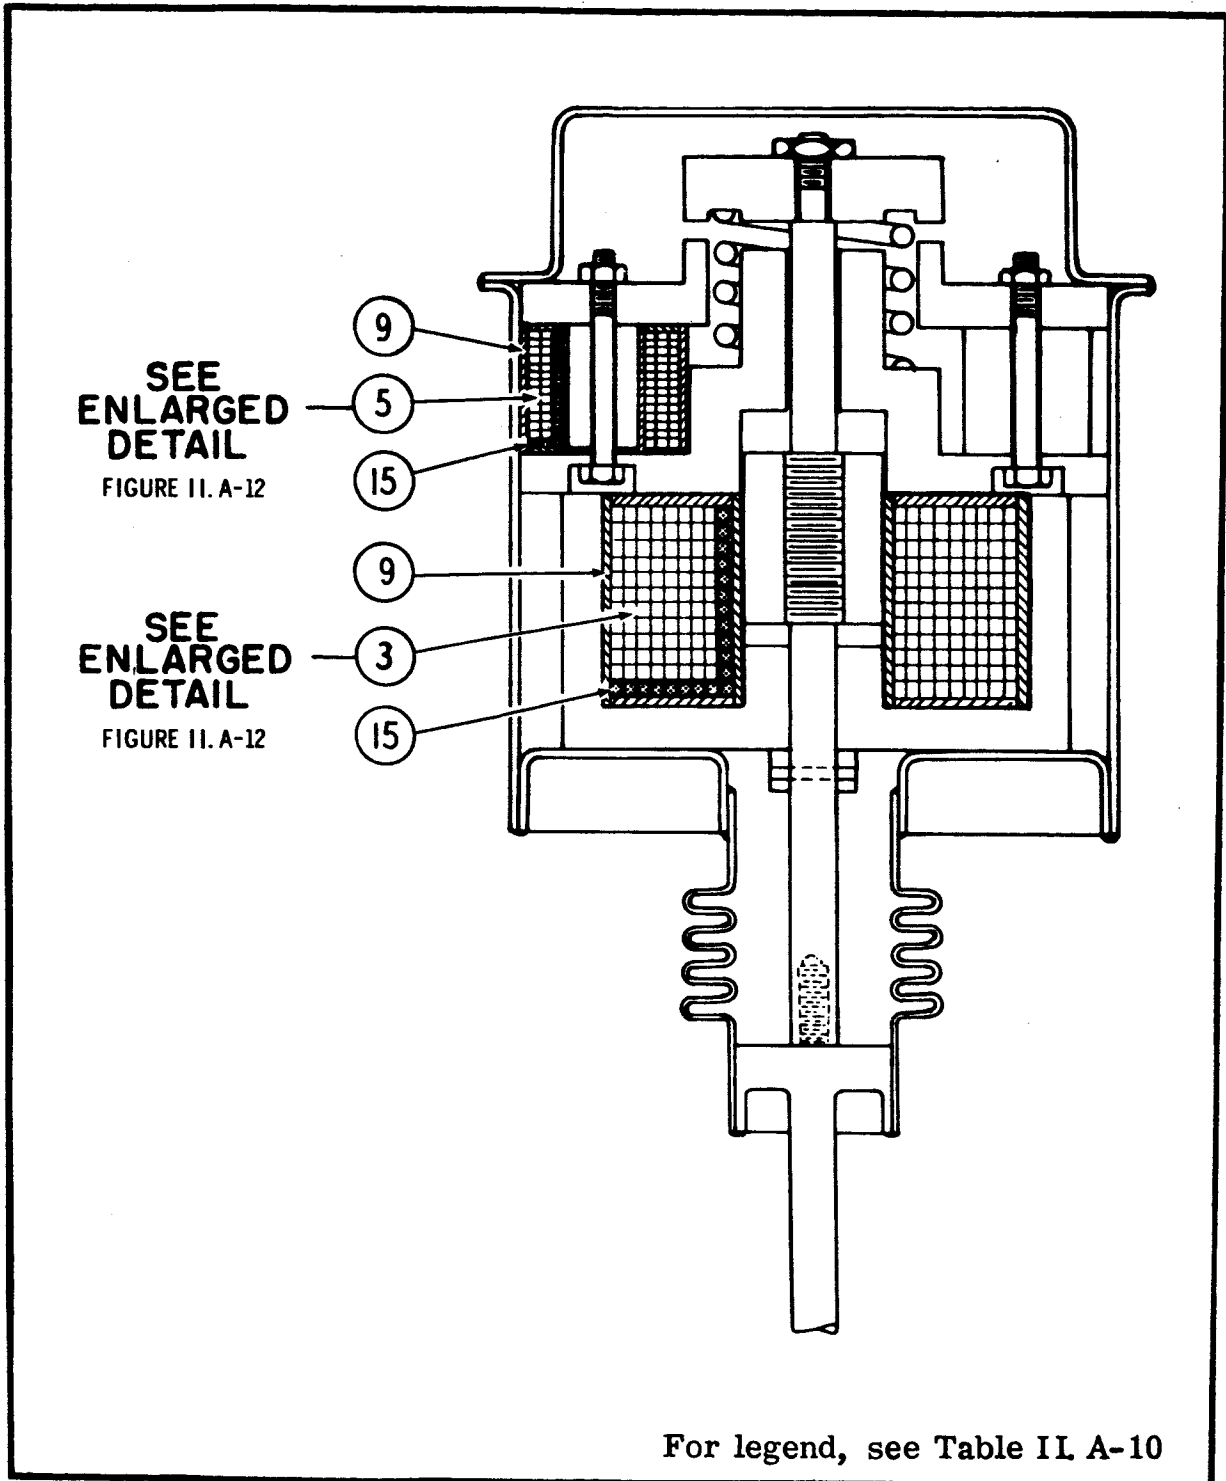 9
SEE
ENLARGED
DETAIL
FIGURE II. A-12
5
15
9
SEE
ENLARGED
DETAIL
FIGURE II. A-12
3
15
For legend, see Table II. A-10